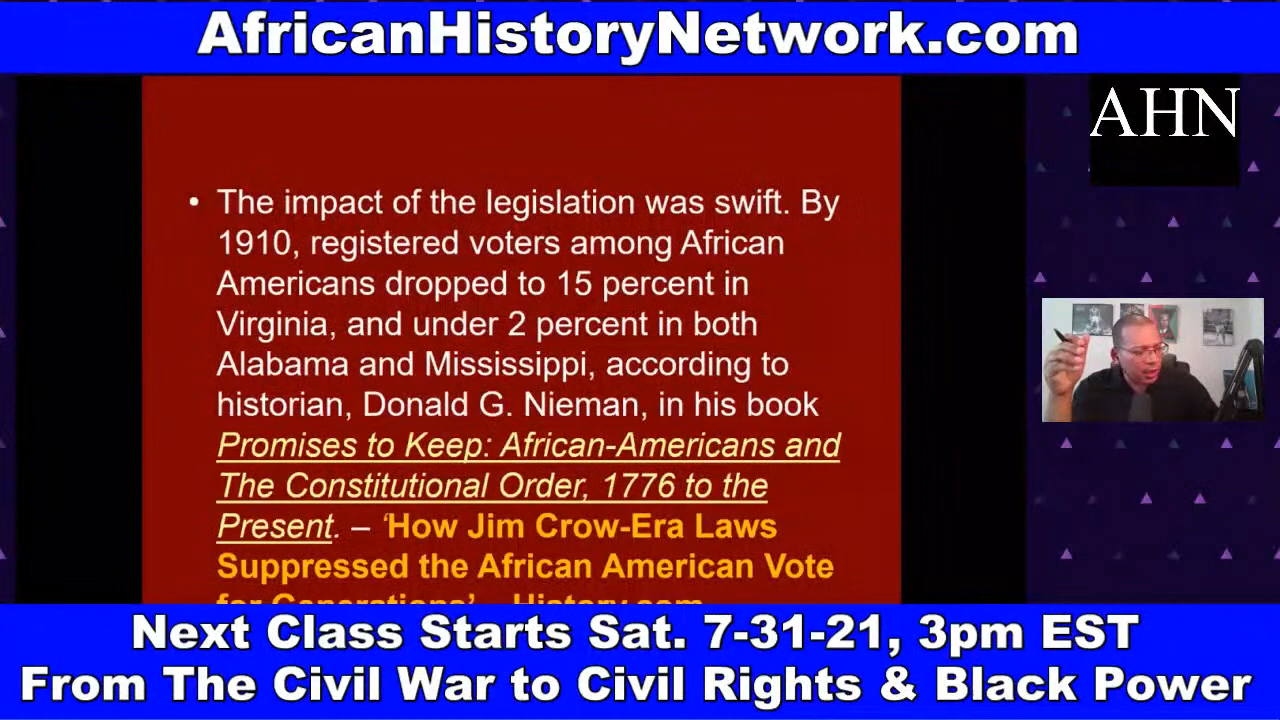 AfricanHistoryNetwork.com
AHN
• The impact of the legislation was swift. By
1910, registered voters among African
Americans dropped to 15 percent in
Virginia, and under 2 percent in both
Alabama and Mississippi, according to
historian, Donald G. Nieman, in his book
Promises to Keep: African-Americans and
The Constitutional Order, 1776 to the
Present. – ‘How Jim Crow-Era Laws
Suppressed the African American Vote
for Generations’ – History.com
Next Class Starts Sat. 7-31-21, 3pm EST
From The Civil War to Civil Rights & Black Power